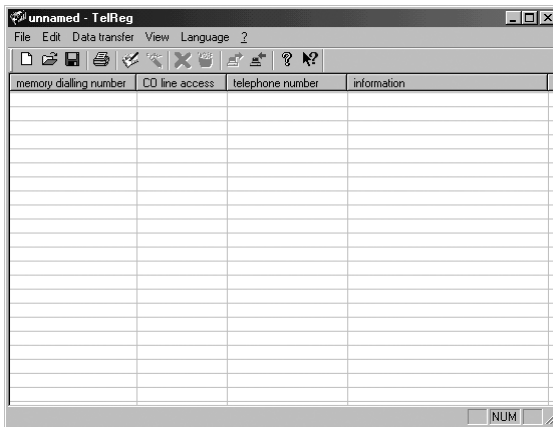 unnamed - TelReg
File Edit Data transfer View Language ?
memory dialling number CO line access telephone number information
NUM